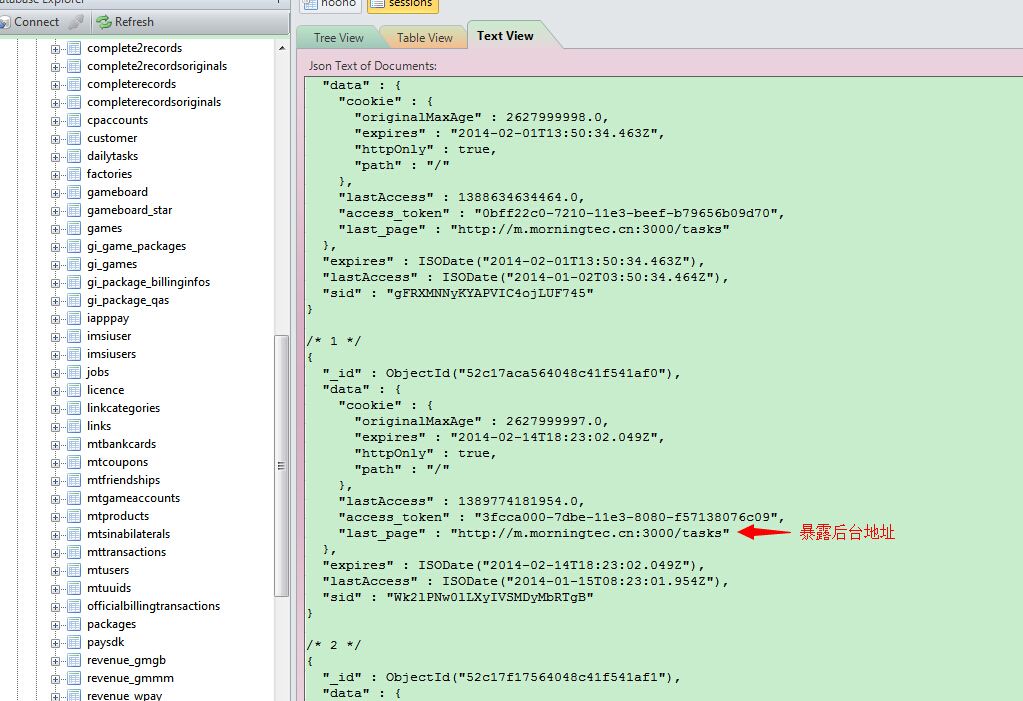 Database Explorer
Connect
Refresh
complete2records
complete2recordsoriginals
completerecords
completerecordsoriginals
cpaccounts
customer
dailytasks
factories
gameboard
gameboard_star
games
gi_game_packages
gi_games
gi_package_billinginfos
gi_package_qas
iapppay
imsiuser
imsiusers
jobs
licence
linkcategories
links
mtbankcards
mtcoupons
mtfriendships
mtgameaccounts
mtproducts
mtsinabilaterals
mttransactions
mtusers
mtuuids
officialbillingtransactions
packages
paysdk
revenue_gmgb
revenue_gmmm
revenue_wpay
hoono
sessions
Tree View
Table View
Text View
Json Text of Documents:
"data" : {
"cookie" : {
"originalMaxAge" : 2627999998.0,
"expires" : "2014-02-01T13:50:34.463Z",
"httpOnly" : true,
"path" : "/"
},
"lastAccess" : 1388634634464.0,
"access_token" : "0bff22c0-7210-11e3-beef-b79656b09d70",
"last_page" : "http://m.morningtec.cn:3000/tasks"
},
"expires" : ISODate("2014-02-01T13:50:34.463Z"),
"lastAccess" : ISODate("2014-01-02T03:50:34.464Z"),
"sid" : "gFRXMNNyKYAPVIC4ojLUF745"
}
/* 1 */
{
"_id" : ObjectId("52c17aca564048c41f541af0"),
"data" : {
"cookie" : {
"originalMaxAge" : 2627999997.0,
"expires" : "2014-02-14T18:23:02.049Z",
"httpOnly" : true,
"path" : "/"
},
"lastAccess" : 1389774181954.0,
"access_token" : "3fcca000-7dbe-11e3-8080-f57138076c09",
"last_page" : "http://m.morningtec.cn:3000/tasks"
暴露后台地址
},
"expires" : ISODate("2014-02-14T18:23:02.049Z"),
"lastAccess" : ISODate("2014-01-15T08:23:01.954Z"),
"sid" : "Wk2lPNw0lLXyIVSMDyMbRTgB"
}
/* 2 */
{
"_id" : ObjectId("52c17f17564048c41f541af1"),
"data" : {